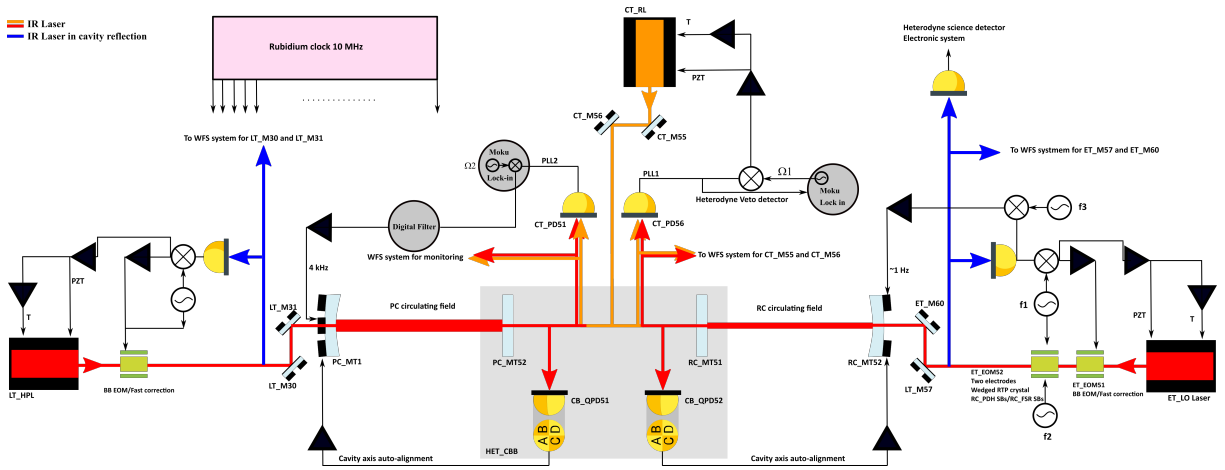 IR Laser
IR Laser in cavity reflection
Rubidium clock 10 MHz
................
CT_RL
T
PZT
Heterodyne science detector
Electronic system
CT_M56
CT_M55
To WFS system for LT_M30 and LT_M31
Moku
Ω2
Lock-in
PLL2
PLL1
Ω1
Moku
Lock in
Heterodyne Veto detector
To WFS systmem for ET_M57 and ET_M60
CT_PD51
CT_PD56
Digital Filter
f3
WFS system for monitoring
To WFS system for CT_M55 and CT_M56
4 kHz
~1 Hz
PZT
T
f1
PZT
T
LT_M31
PC circulating field
RC circulating field
ET_M60
LT_HPL
BB EOM/Fast correction
LT_M30
PC_MT1
PC_MT52
RC_MT51
RC_MT52
LT_M57
ET_EOM52
Two electrodes
Wedged RTP crystal
RC_PDH SBs/RC_FSR SBs
ET_EOM51
BB EOM/Fast correction
ET_LO Laser
CB_QPD51
CB_QPD52
A B
C D
A B
C D
f2
HET_CBB
Cavity axis auto-alignment
Cavity axis auto-alignment